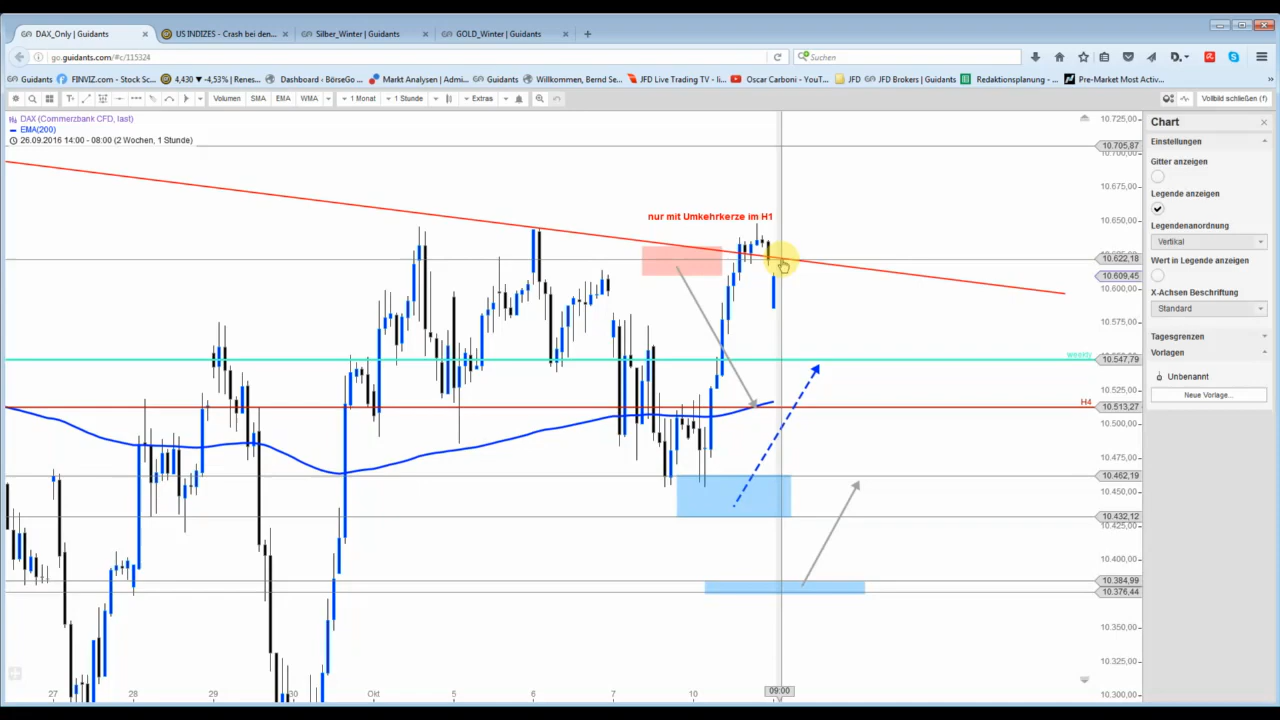 DAX_Only | Guidants
US INDIZES - Crash bei den...
Silber_Winter | Guidants
GOLD_Winter | Guidants
go.guidants.com/#c/115324
Suchen
Guidants
FINVIZ.com - Stock Sc...
4,430 ▼ -4,53% | Renes...
Dashboard ‹ BörseGo ...
Markt Analysen | Admi...
Guidants
Willkommen, Bernd Se...
JFD Live Trading TV - li...
Oscar Carboni - YouT...
JFD
JFD Brokers | Guidants
Redaktionsplanung - ...
Pre-Market Most Activ...
Volumen
SMA
EMA
WMA
1 Monat
1 Stunde
Extras
Vollbild schließen (f)
DAX (Commerzbank CFD, last)
EMA(200)
26.09.2016 14:00 - 08:00 (2 Wochen, 1 Stunde)
nur mit Umkehrkerze im H1
weekly
H4
10.725,00
10.705,87
10.700,00
10.675,00
10.650,00
10.622,18
10.609,45
10.600,00
10.575,00
10.547,79
10.525,00
10.513,27
10.500,00
10.475,00
10.462,19
10.450,00
10.432,12
10.400,00
10.384,99
10.376,44
10.350,00
10.325,00
10.300,00
27
28
29
30
Okt
5
6
7
10
09:00
Chart
Einstellungen
Gitter anzeigen
Legende anzeigen
Legendenanordnung
Vertikal
Wert in Legende anzeigen
X-Achsen Beschriftung
Standard
Tagesgrenzen
Vorlagen
Unbenannt
Neue Vorlage...